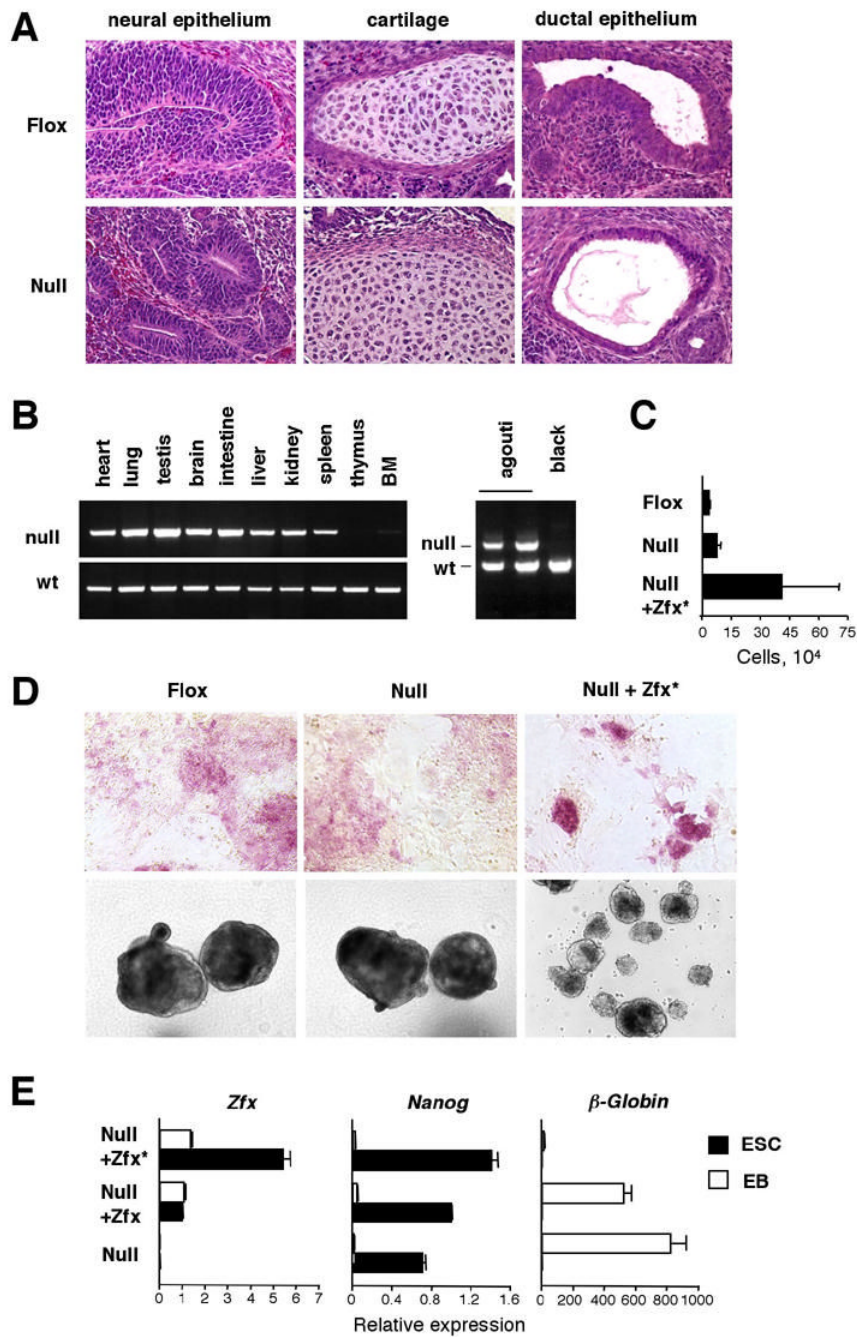 A
neural epithelium cartilage ductal epithelium
Flox
Null
B
heart lung testis brain intestine liver kidney spleen thymus BM
null
wt
agouti black
null
wt
C
Flox
Null
Null
+Zfx*
0 15 30 45 60 75
Cells, 10⁴
D
Flox Null Null + Zfx*
E
Zfx Nanog β-Globin
Null
+Zfx*
Null
+Zfx
Null
ESC
EB
0 1 2 3 4 5 6 7
0 0.4 0.8 1.2 1.6
0 200 400 600 800 1000
Relative expression